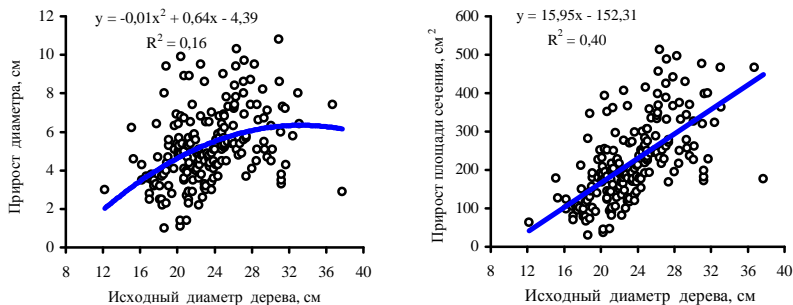 y = -0,01x² + 0,64x - 4,39
R² = 0,16
Прирост диаметра, см
12
10
8
6
4
2
0
8 12 16 20 24 28 32 36 40
Исходный диаметр дерева, см
y = 15,95x - 152,31
R² = 0,40
Прирост площади сечения, см²
600
500
400
300
200
100
0
8 12 16 20 24 28 32 36 40
Исходный диаметр дерева, см